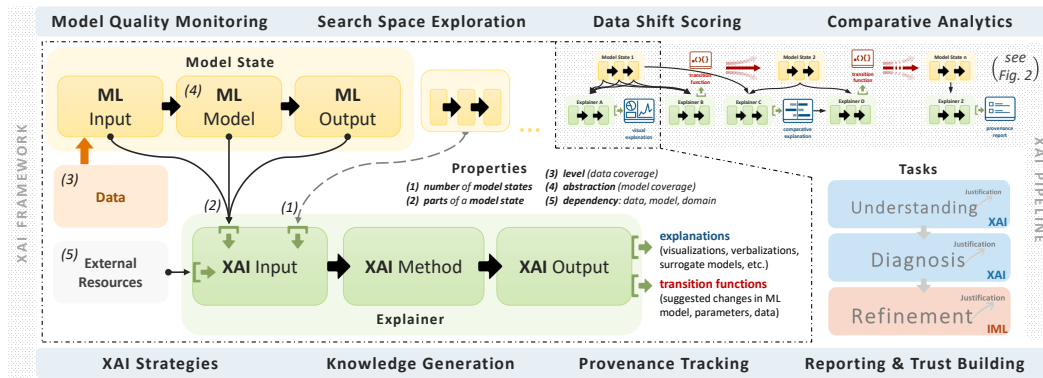 Model Quality Monitoring
Search Space Exploration
Data Shift Scoring
Comparative Analytics
XAI FRAMEWORK
Model State
ML
Input
(4) ML
Model
ML
Output
...
(3)
Data
(5) External
Resources
(2)
(1)
Properties
(1) number of model states
(2) parts of a model state
(3) level (data coverage)
(4) abstraction (model coverage)
(5) dependency: data, model, domain
XAI Input
XAI Method
XAI Output
Explainer
explanations
(visualizations, verbalizations,
surrogate models, etc.)
transition functions
(suggested changes in ML
model, parameters, data)
Model State 1
transition
function
Model State 2
transition
function
Model State n
(see
Fig. 2)
Explainer A
visual
explanation
Explainer B
Explainer C
comparative
explanation
Explainer D
Explainer Z
provenance
report
XAI PIPELINE
Tasks
Justification
Understanding
XAI
Justification
Diagnosis
XAI
Justification
Refinement
IML
XAI Strategies
Knowledge Generation
Provenance Tracking
Reporting & Trust Building